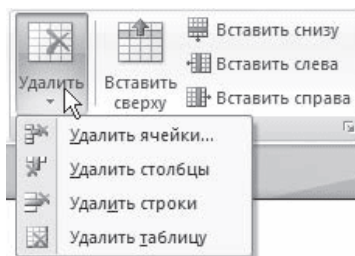 Удалить
Вставить сверху
Вставить снизу
Вставить слева
Вставить справа
Удалить ячейки...
Удалить столбцы
Удалить строки
Удалить таблицу